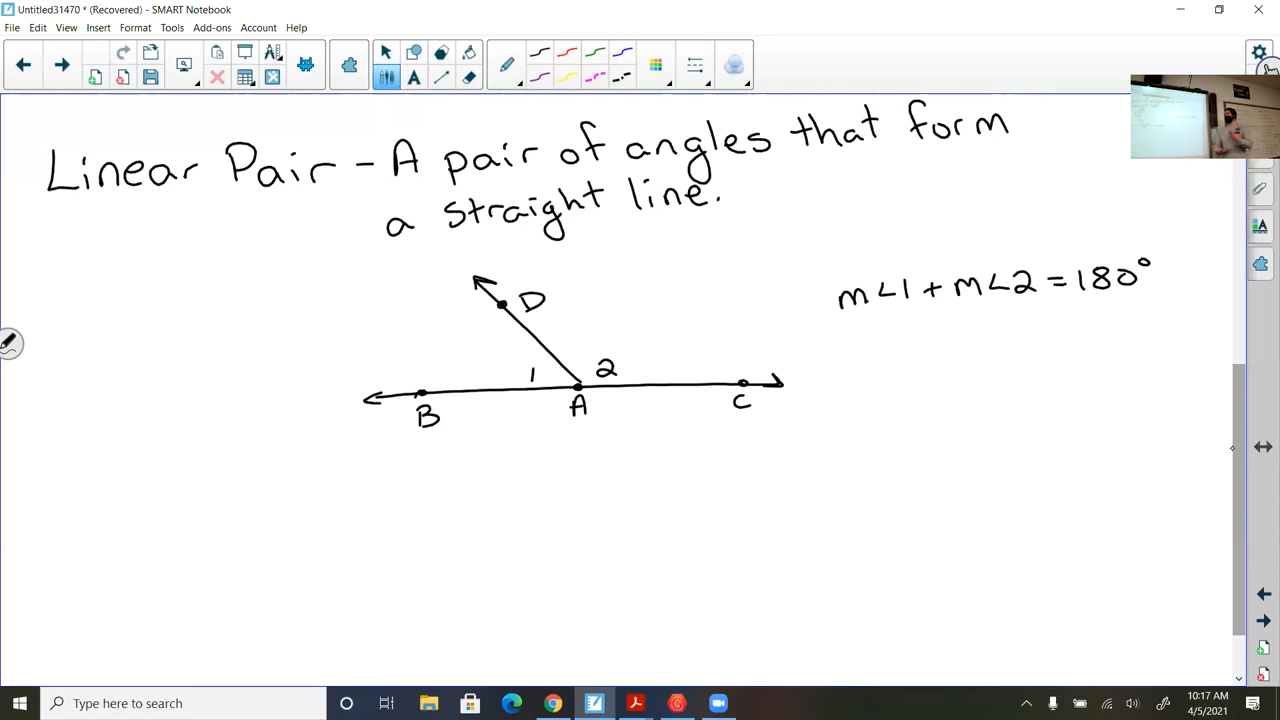 Untitled31470 * (Recovered) - SMART Notebook
File Edit View Insert Format Tools Add-ons Account Help
Linear Pair - A pair of angles that form
a straight line.
m∠1 + m∠2 = 180°
D
1 2
B A C
Type here to search
10:17 AM
4/5/2021